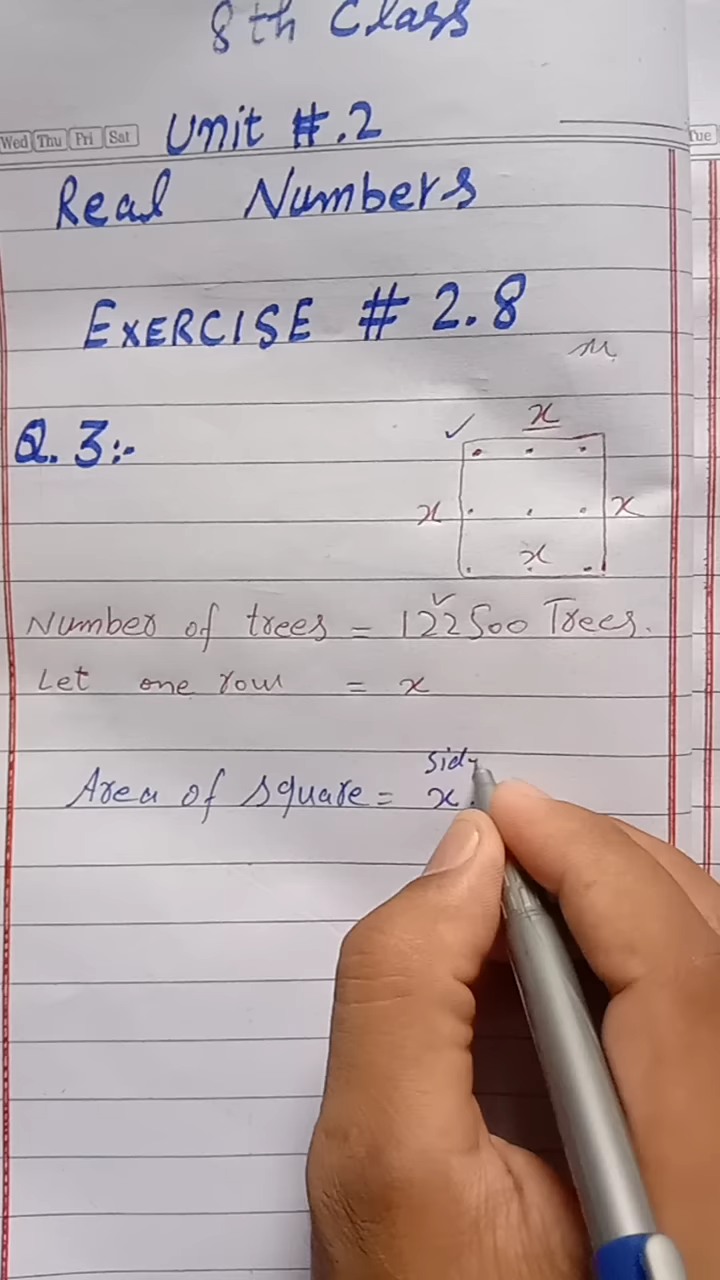 8th Class
Wed Thu Fri Sat
Tue
Unit #.2
Real Numbers
EXERCISE # 2.8
Q.3:-
x
x
x
x
Number of trees = 122500 Trees.
Let one row = x
Side
Area of square = x